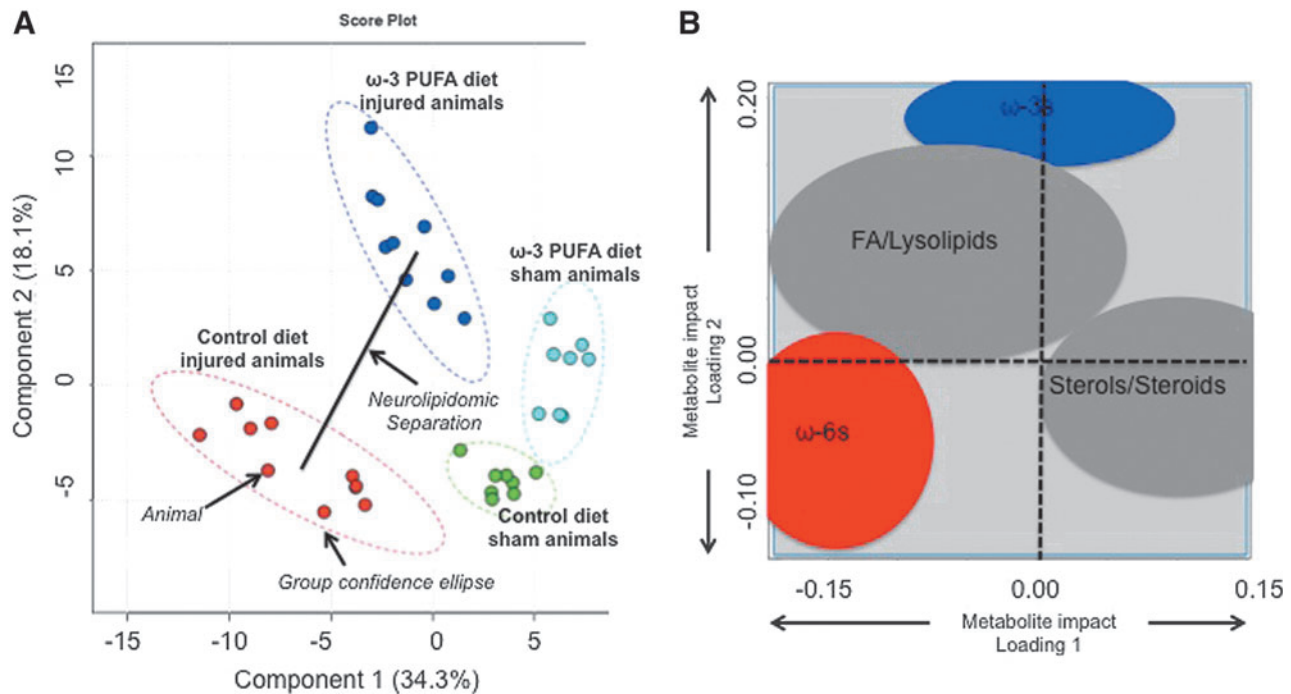 A
Score Plot
ω-3 PUFA diet
injured animals
ω-3 PUFA diet
sham animals
Control diet
injured animals
Neurolipidomic
Separation
Animal
Control diet
sham animals
Group confidence ellipse
15
10
5
0
-5
Component 2 (18.1%)
-15
-10
-5
0
5
Component 1 (34.3%)
B
ω-3s
FA/Lysolipids
Sterols/Steroids
ω-6s
0.20
0.00
-0.10
Metabolite impact
Loading 2
-0.15
0.00
0.15
Metabolite impact
Loading 1